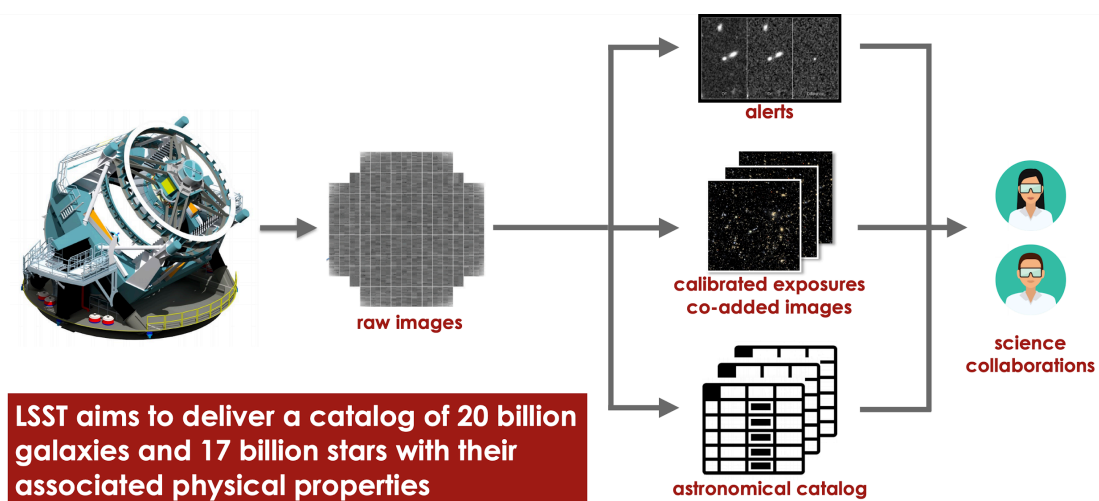 alerts
raw images
calibrated exposures
co-added images
science
collaborations
LSST aims to deliver a catalog of 20 billion
galaxies and 17 billion stars with their
associated physical properties
astronomical catalog